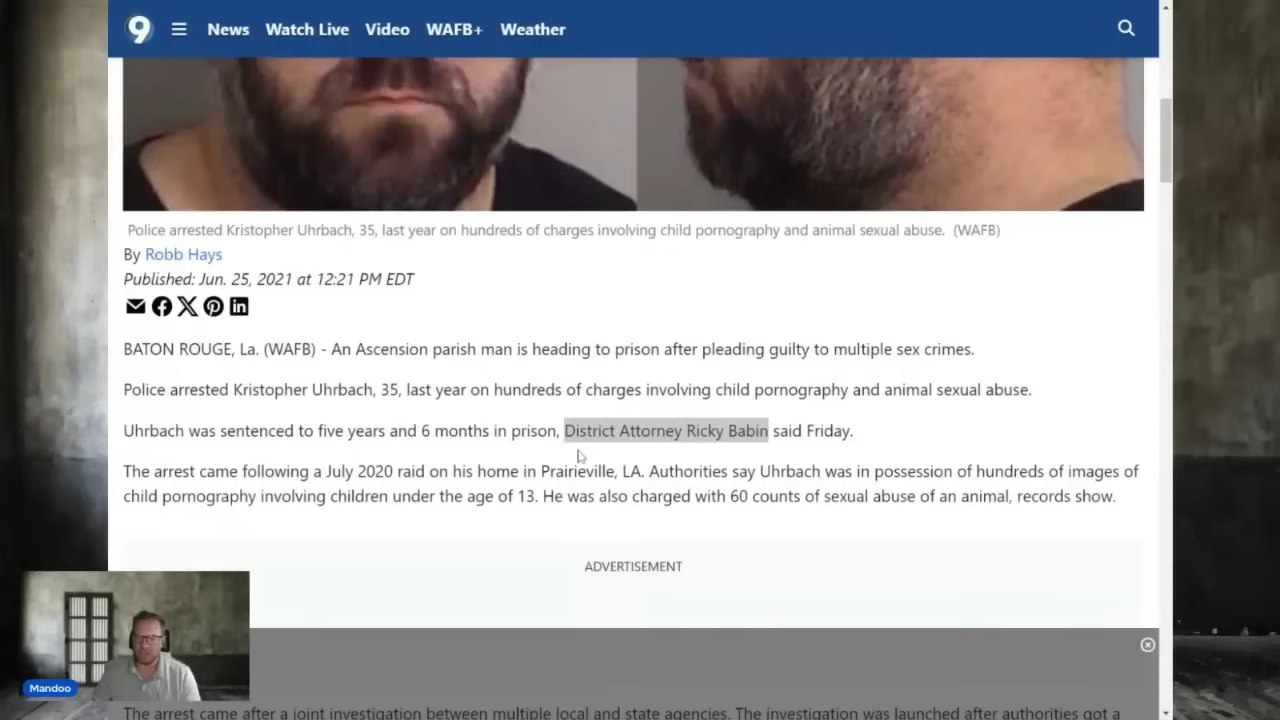 9 News Watch Live Video WAFB+ Weather
Police arrested Kristopher Uhrbach, 35, last year on hundreds of charges involving child pornography and animal sexual abuse. (WAFB)
By Robb Hays
Published: Jun. 25, 2021 at 12:21 PM EDT
BATON ROUGE, La. (WAFB) - An Ascension parish man is heading to prison after pleading guilty to multiple sex crimes.
Police arrested Kristopher Uhrbach, 35, last year on hundreds of charges involving child pornography and animal sexual abuse.
Uhrbach was sentenced to five years and 6 months in prison, District Attorney Ricky Babin said Friday.
The arrest came following a July 2020 raid on his home in Prairieville, LA. Authorities say Uhrbach was in possession of hundreds of images of
child pornography involving children under the age of 13. He was also charged with 60 counts of sexual abuse of an animal, records show.
ADVERTISEMENT
Mandoo
The arrest came after a joint investigation between multiple local and state agencies. The investigation was launched after authorities got a